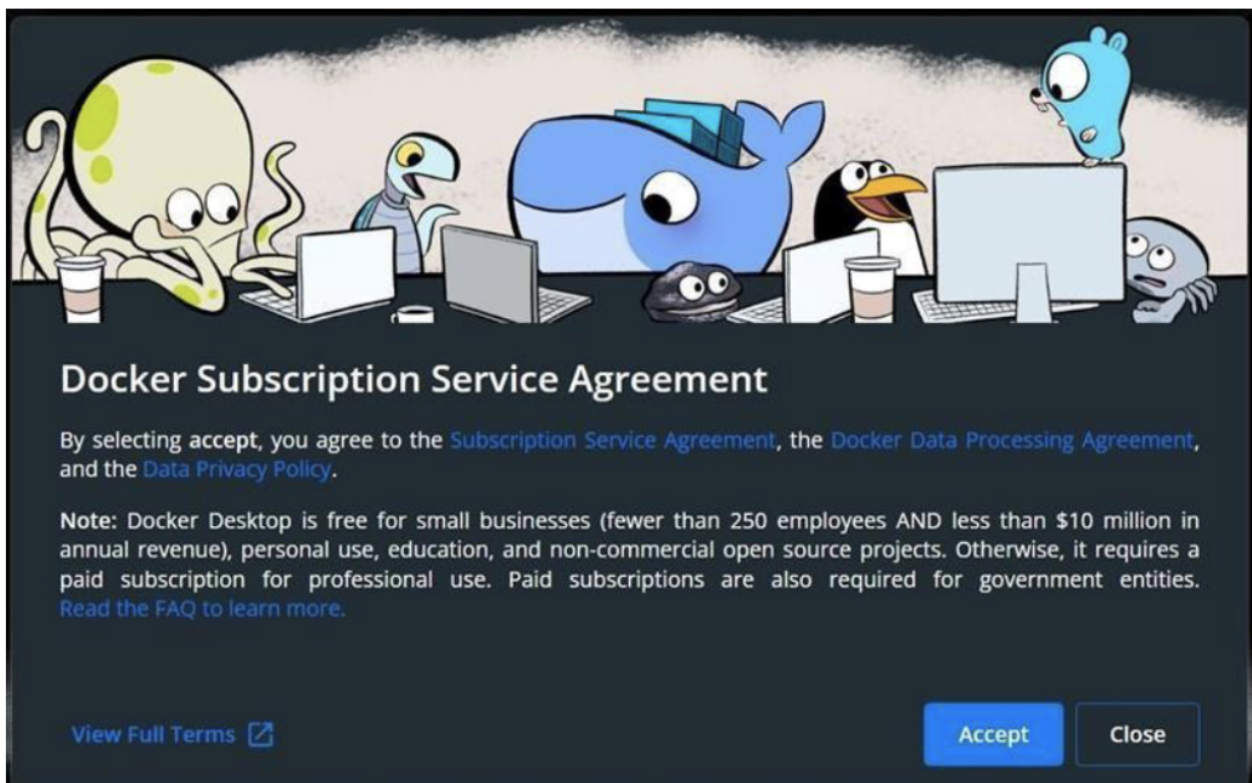 Docker Subscription Service Agreement
By selecting accept, you agree to the Subscription Service Agreement, the Docker Data Processing Agreement,
and the Data Privacy Policy.
Note: Docker Desktop is free for small businesses (fewer than 250 employees AND less than $10 million in
annual revenue), personal use, education, and non-commercial open source projects. Otherwise, it requires a
paid subscription for professional use. Paid subscriptions are also required for government entities.
Read the FAQ to learn more.
View Full Terms
Accept
Close